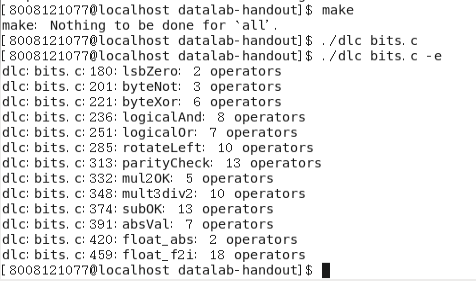 [8008121077@localhost datalab-handout]$ make
make: Nothing to be done for `all'.
[8008121077@localhost datalab-handout]$ ./dlc bits.c
[8008121077@localhost datalab-handout]$ ./dlc bits.c -e
dlc:bits.c:180:lsbZero: 2 operators
dlc:bits.c:201:byteNot: 3 operators
dlc:bits.c:221:byteXor: 6 operators
dlc:bits.c:236:logicalAnd: 8 operators
dlc:bits.c:251:logicalOr: 7 operators
dlc:bits.c:285:rotateLeft: 10 operators
dlc:bits.c:313:parityCheck: 13 operators
dlc:bits.c:332:mul2OK: 5 operators
dlc:bits.c:348:mult3div2: 10 operators
dlc:bits.c:374:subOK: 13 operators
dlc:bits.c:391:absVal: 7 operators
dlc:bits.c:420:float_abs: 2 operators
dlc:bits.c:459:float_f2i: 18 operators
[8008121077@localhost datalab-handout]$